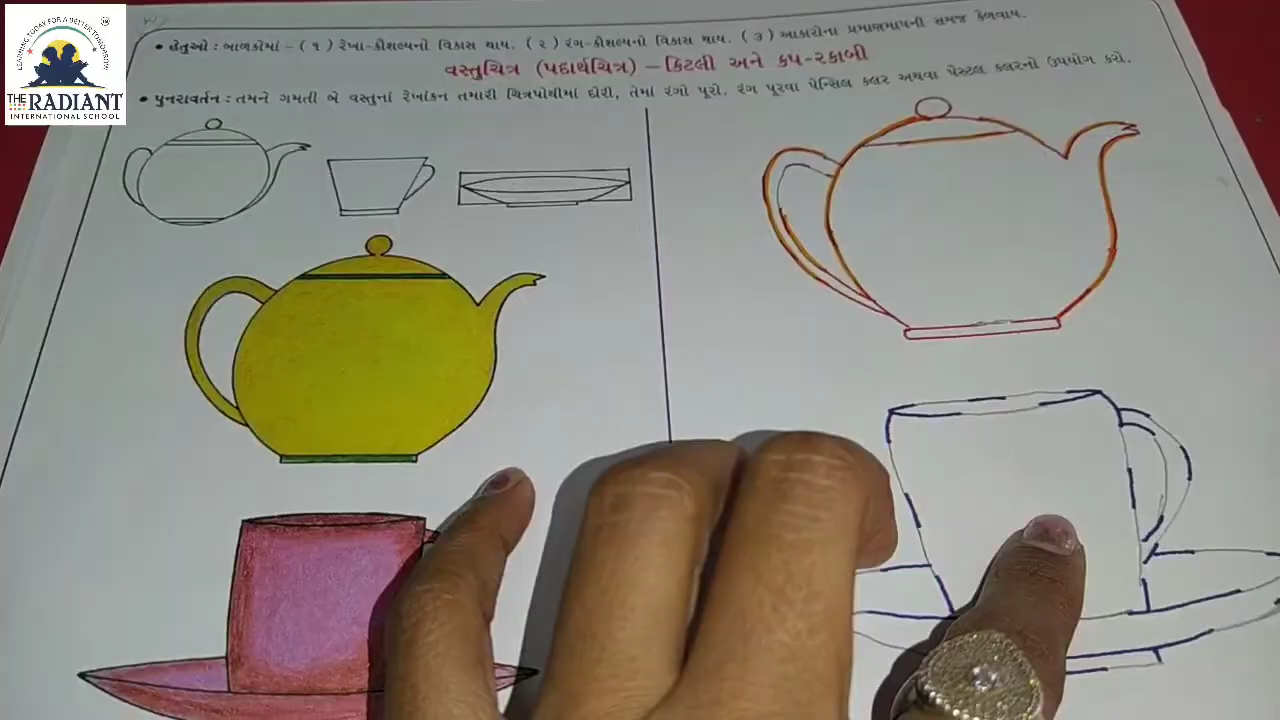 LEARNING TODAY FOR A BETTER TOMORROW
THE RADIANT
INTERNATIONAL SCHOOL
• હેતુઓ : બાળકોમાં – ( ૧ ) રેખા-કૌશલ્યનો વિકાસ થાય. ( ૨ ) રંગ-કૌશલ્યનો વિકાસ થાય. ( ૩ ) આકારોના પ્રમાણમાપની સમજ કેળવાય.
વસ્તુચિત્ર (પદાર્થચિત્ર) – કિટલી અને કપ-રકાબી
• પુનરાવર્તન : તમને ગમતી બે વસ્તુનાં રેખાંકન તમારી ચિત્રપોથીમાં દોરી, તેમાં રંગો પૂરો. રંગ પૂરવા પેન્સિલ કલર અથવા પેસ્ટલ કલરનો ઉપયોગ કરો.